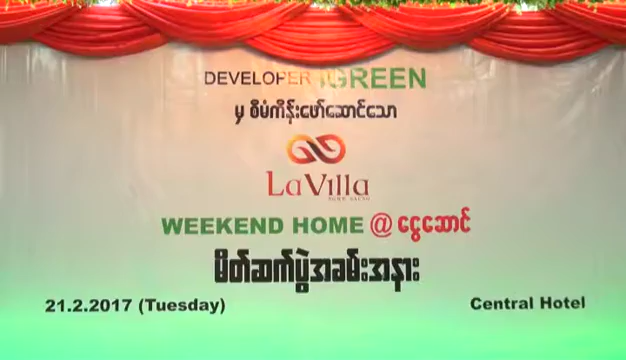 DEVELOPER iGREEN
မှ စီမံကိန်းဖော်ဆောင်သော
La Villa
WEEKEND HOME @ ငွေဆောင်
မိတ်ဆက်ပွဲအခမ်းအနား
21.2.2017 (Tuesday)
Central Hotel